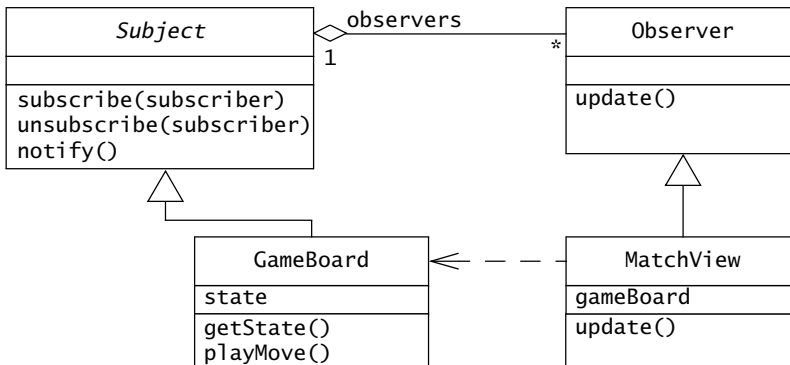 Subject
subscribe(subscriber)
unsubscribe(subscriber)
notify()
observers
1
*
Observer
update()
GameBoard
state
getState()
playMove()
MatchView
gameBoard
update()